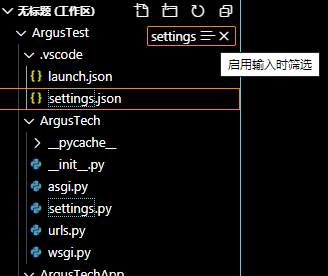 无标题 (工作区)
ArgusTest
settings
.vscode
启用输入时筛选
{} launch.json
{} settings.json
ArgusTech
__pycache__
__init__.py
asgi.py
settings.py
urls.py
wsgi.py
ArgusTechApp